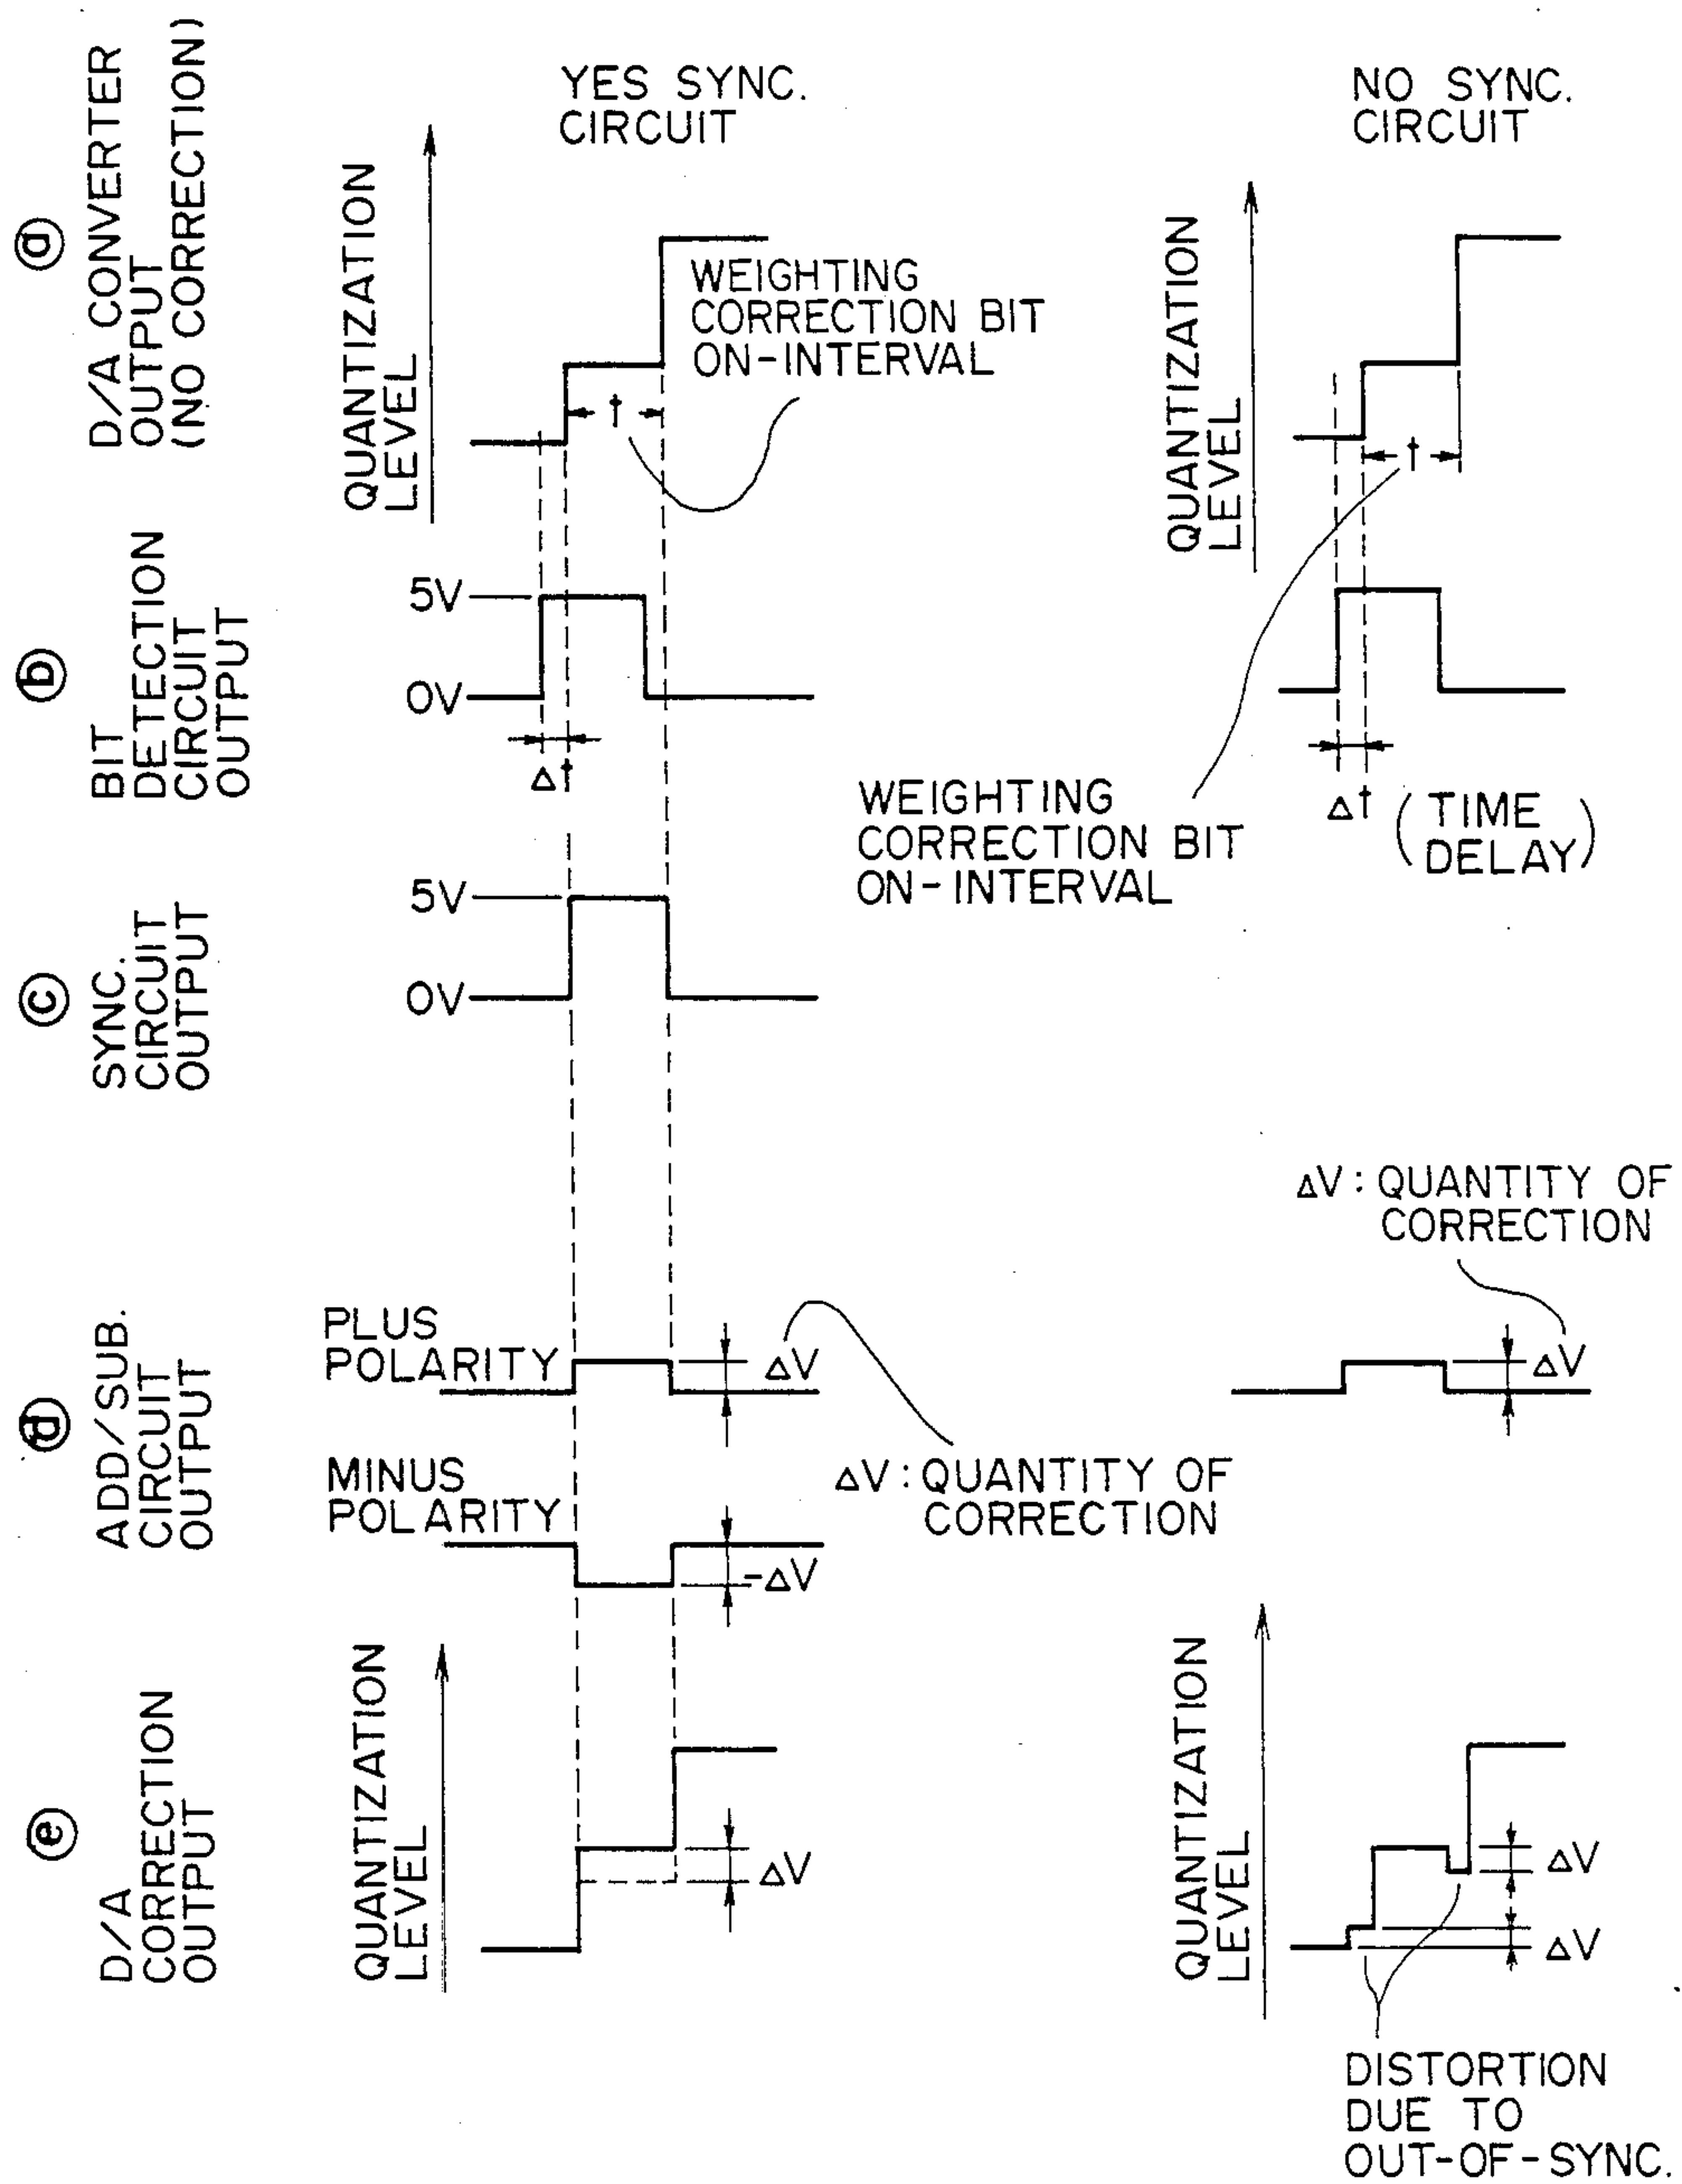 YES SYNC.
CIRCUIT
NO SYNC.
CIRCUIT
ⓐ
D/A CONVERTER
OUTPUT
(NO CORRECTION)
QUANTIZATION
LEVEL
WEIGHTING
CORRECTION BIT
ON-INTERVAL
t
QUANTIZATION
LEVEL
t
ⓑ
BIT
DETECTION
CIRCUIT
OUTPUT
5V
0V
Δt
WEIGHTING
CORRECTION BIT
ON-INTERVAL
Δt
(TIME
DELAY)
ⓒ
SYNC.
CIRCUIT
OUTPUT
5V
0V
ⓓ
ADD/SUB.
CIRCUIT
OUTPUT
PLUS
POLARITY
ΔV
MINUS
POLARITY
-ΔV
ΔV: QUANTITY OF
CORRECTION
ΔV: QUANTITY OF
CORRECTION
ΔV
ⓔ
D/A
CORRECTION
OUTPUT
QUANTIZATION
LEVEL
ΔV
QUANTIZATION
LEVEL
ΔV
ΔV
DISTORTION
DUE TO
OUT-OF-SYNC.